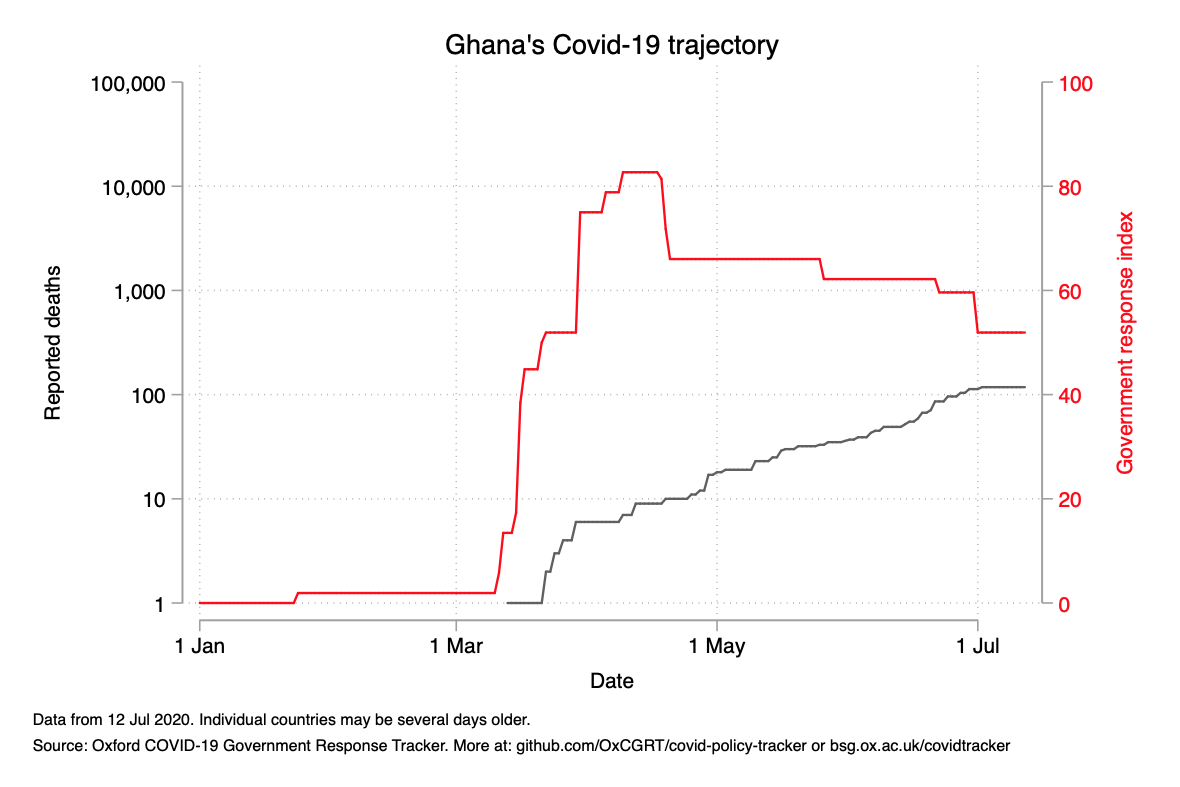 Ghana's Covid-19 trajectory
100,000
10,000
1,000
100
10
1
Reported deaths
100
80
60
40
20
0
Government response index
1 Jan
1 Mar
1 May
1 Jul
Date
Data from 12 Jul 2020. Individual countries may be several days older.
Source: Oxford COVID-19 Government Response Tracker. More at: github.com/OxCGRT/covid-policy-tracker or bsg.ox.ac.uk/covidtracker